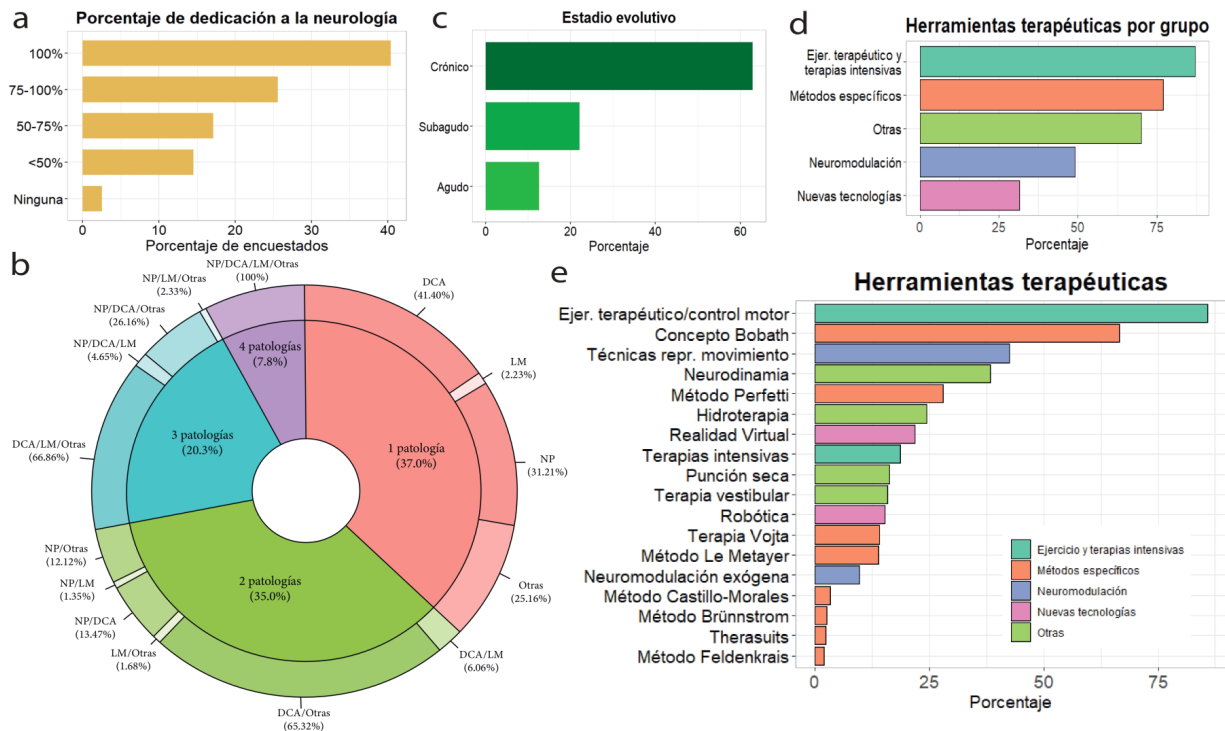 a
Porcentaje de dedicación a la neurología
100%
75-100%
50-75%
<50%
Ninguna
0
10
20
30
40
Porcentaje de encuestados
c
Estadio evolutivo
Crónico
Subagudo
Agudo
0
20
40
60
Porcentaje
d
Herramientas terapéuticas por grupo
Ejer. terapéutico y
terapias intensivas
Métodos específicos
Otras
Neuromodulación
Nuevas tecnologías
0
25
50
75
Porcentaje
b
NP/DCA/LM/Otras
(100%)
NP/LM/Otras
(2.33%)
NP/DCA/Otras
(26.16%)
NP/DCA/LM
(4.65%)
DCA/LM/Otras
(66.86%)
NP/Otras
(12.12%)
NP/LM
(1.35%)
NP/DCA
(13.47%)
LM/Otras
(1.68%)
DCA/Otras
(65.32%)
DCA/LM
(6.06%)
Otras
(25.16%)
NP
(31.21%)
LM
(2.23%)
DCA
(41.40%)
4 patologías
(7.8%)
3 patologías
(20.3%)
1 patología
(37.0%)
2 patologías
(35.0%)
e
Herramientas terapéuticas
Ejer. terapéutico/control motor
Concepto Bobath
Técnicas repr. movimiento
Neurodinamia
Método Perfetti
Hidroterapia
Realidad Virtual
Terapias intensivas
Punción seca
Terapia vestibular
Robótica
Terapia Vojta
Método Le Metayer
Neuromodulación exógena
Método Castillo-Morales
Método Brünnstrom
Therasuits
Método Feldenkrais
0
25
50
75
Porcentaje
Ejercicio y terapias intensivas
Métodos específicos
Neuromodulación
Nuevas tecnologías
Otras